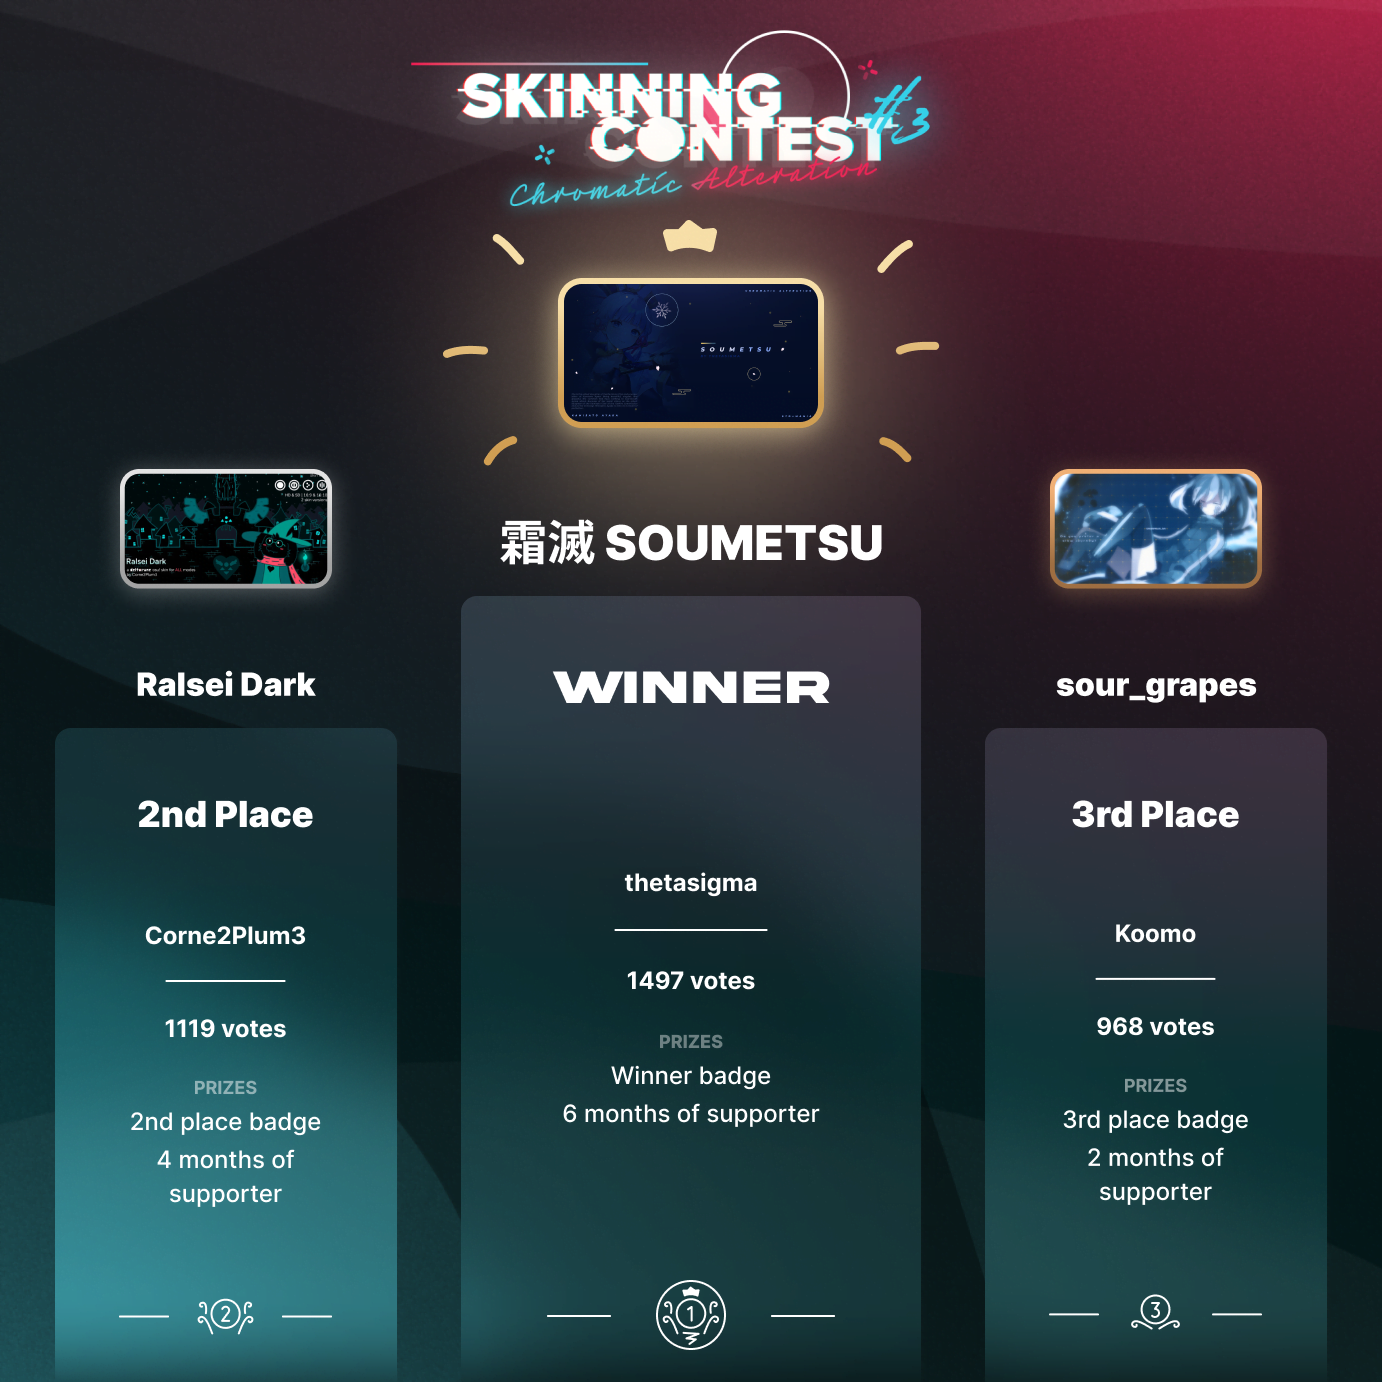 SKINNING
CONTEST
#3
Chromatic Alteration
CHROMATIC ALTERATION
SOUMETSU
霜滅 SOUMETSU
Ralsei Dark
Ralsei Dark
sour_grapes
WINNER
2nd Place
3rd Place
thetasigma
1497 votes
PRIZES
Winner badge
6 months of supporter
1
Corne2Plum3
1119 votes
PRIZES
2nd place badge
4 months of
supporter
2
Koomo
968 votes
PRIZES
3rd place badge
2 months of
supporter
3